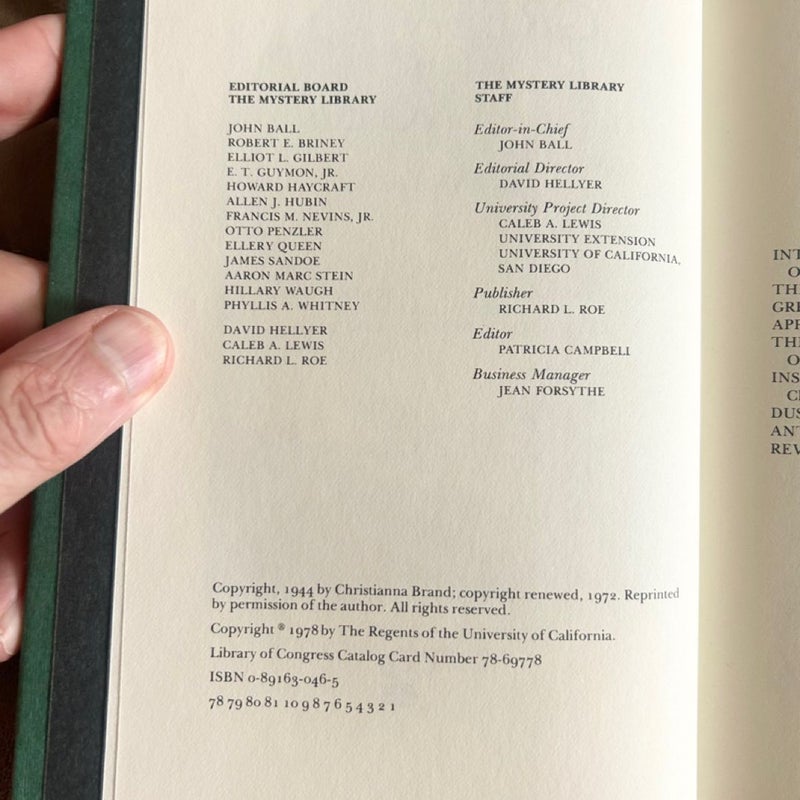 EDITORIAL BOARD
THE MYSTERY LIBRARY
JOHN BALL
ROBERT E. BRINEY
ELLIOT L. GILBERT
E. T. GUYMON, JR.
HOWARD HAYCRAFT
ALLEN J. HUBIN
FRANCIS M. NEVINS, JR.
OTTO PENZLER
ELLERY QUEEN
JAMES SANDOE
AARON MARC STEIN
HILLARY WAUGH
PHYLLIS A. WHITNEY
DAVID HELLYER
CALEB A. LEWIS
RICHARD L. ROE
THE MYSTERY LIBRARY
STAFF
Editor-in-Chief
JOHN BALL
Editorial Director
DAVID HELLYER
University Project Director
CALEB A. LEWIS
UNIVERSITY EXTENSION
UNIVERSITY OF CALIFORNIA,
SAN DIEGO
Publisher
RICHARD L. ROE
Editor
PATRICIA CAMPBELL
Business Manager
JEAN FORSYTHE
Copyright, 1944 by Christianna Brand; copyright renewed, 1972. Reprinted
by permission of the author. All rights reserved.
Copyright ® 1978 by The Regents of the University of California.
Library of Congress Catalog Card Number 78-69778
ISBN 0-89163-046-5
78 79 80 81 10 9 8 7 6 5 4 3 2 1